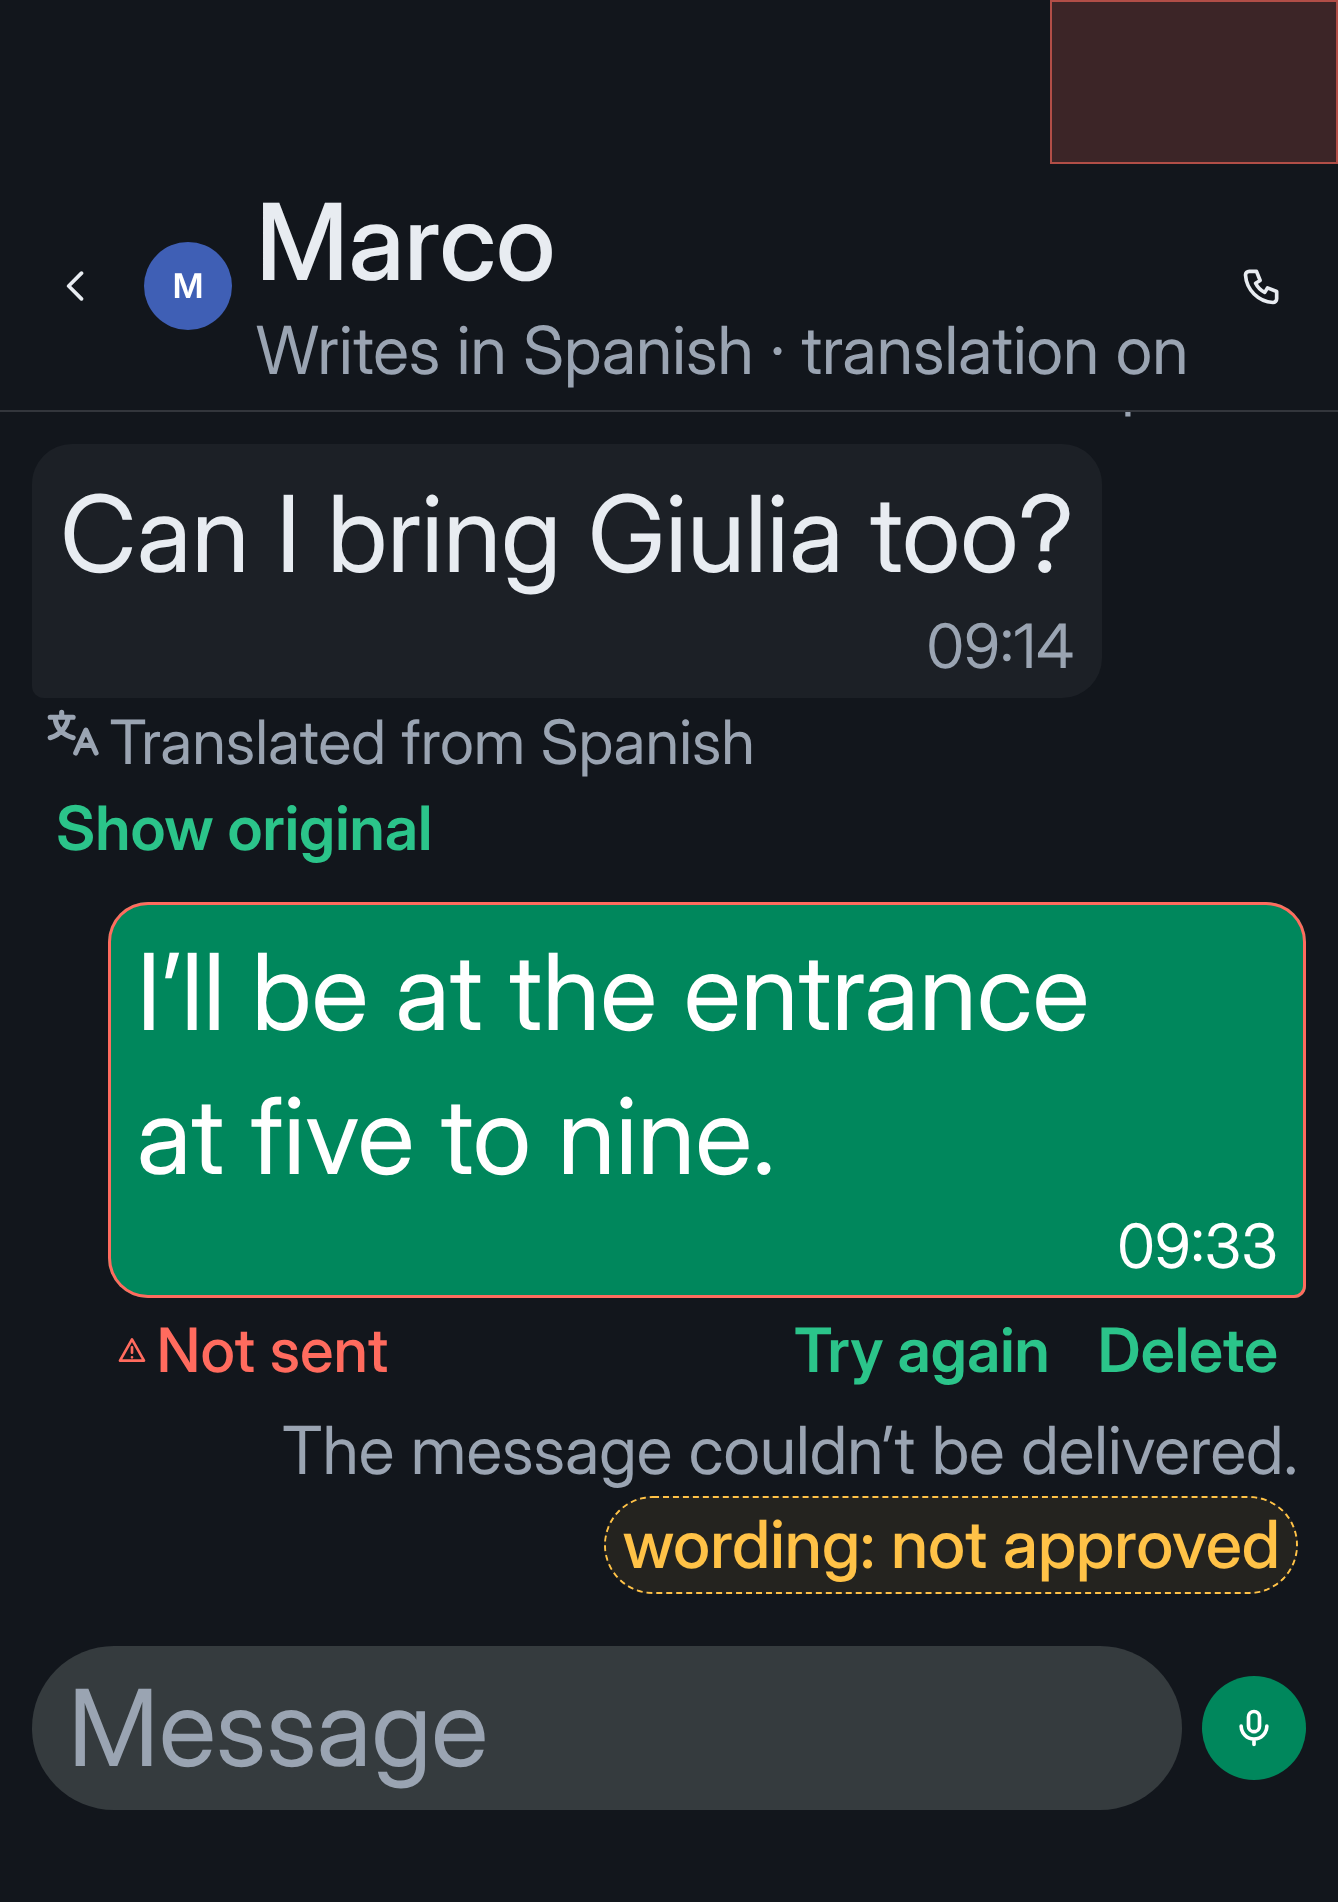 Marco
M
Writes in Spanish · translation on
Can I bring Giulia too?
09:14
Translated from Spanish
Show original
I’ll be at the entrance
at five to nine.
09:33
Not sent Try again Delete
The message couldn’t be delivered.
wording: not approved
Message